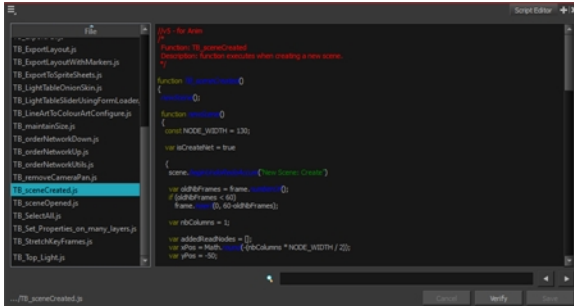 Script Editor
File
TB_ExportLayout.js
TB_ExportLayoutWithMarkers.js
TB_ExportToSpriteSheets.js
TB_LightTableOnionSkin.js
TB_LightTableSliderUsingFormLoader
TB_LineArtToColourArtConfigure.js
TB_maintainSize.js
TB_orderNetworkDown.js
TB_orderNetworkUp.js
TB_orderNetworkUtils.js
TB_removeCameraPan.js
TB_sceneCreated.js
TB_sceneOpened.js
TB_SelectAll.js
TB_Set_Properties_on_many_layers.js
TB_StretchKeyFrames.js
TB_Top_Light.js
.../TB_sceneCreated.js
/*
Function: TB_sceneCreated
Description: function executes when creating a new scene.
*/
function TB_sceneCreated()
{
();
function ()
{
const NODE_WIDTH = 130;
var isCreateNet = true
{
scene.("New Scene: Create")
var oldNbFrames = frame.();
if (oldNbFrames < 60)
frame.(0, 60-oldNbFrames);
var nbColumns = 1;
var addedReadNodes = [];
var xPos = Math.(-(nbColumns * NODE_WIDTH / 2));
var yPos = -50;
Cancel
Verify
Save